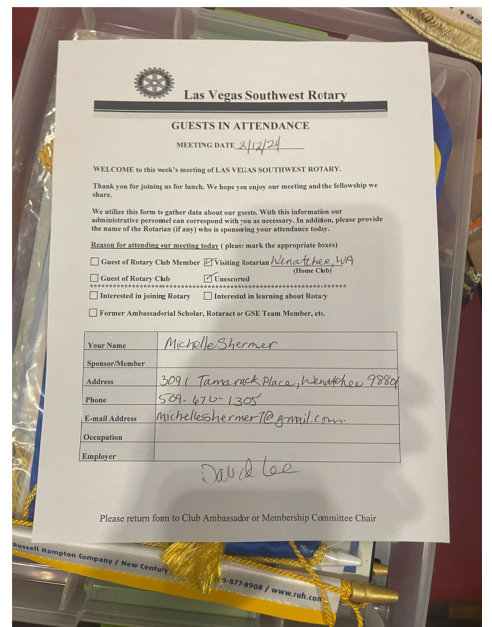 192
Las Vegas Southwest Rotary
GUESTS IN ATTENDANCE
MEETING DATE 8/12/24
WELCOME to this week's meeting of LAS VEGAS SOUTHWEST ROTARY.
Thank you for joining us for lunch. We hope you enjoy our meeting and the fellowship we
share.
We utilize this form to gather data about our guests. With this information our
administrative personnel can correspond with you as necessary. In addition, please provide
the name of the Rotarian (if any) who is sponsoring your attendance today.
Reason for attending our meeting today ( please mark the appropriate boxes)
Guest of Rotary Club Member Visiting Rotarian Wenatchee, WA
(Home Club)
Guest of Rotary Club Unescorted
Interested in joining Rotary Interested in learning about Rotary
Former Ambassadorial Scholar, Rotaract or GSE Team Member, etc.
Your Name Michelle Shermer
Sponsor/Member
Address 3091 Tamarack Place, Wenatchee 98801
Phone 509-670-1305
E-mail Address michelleshermer7@gmail.com
Occupation
Employer
David Lee
Please return form to Club Ambassador or Membership Committee Chair
Russell Hampton Company / New Century
0-877-8908 / www.ruh.com